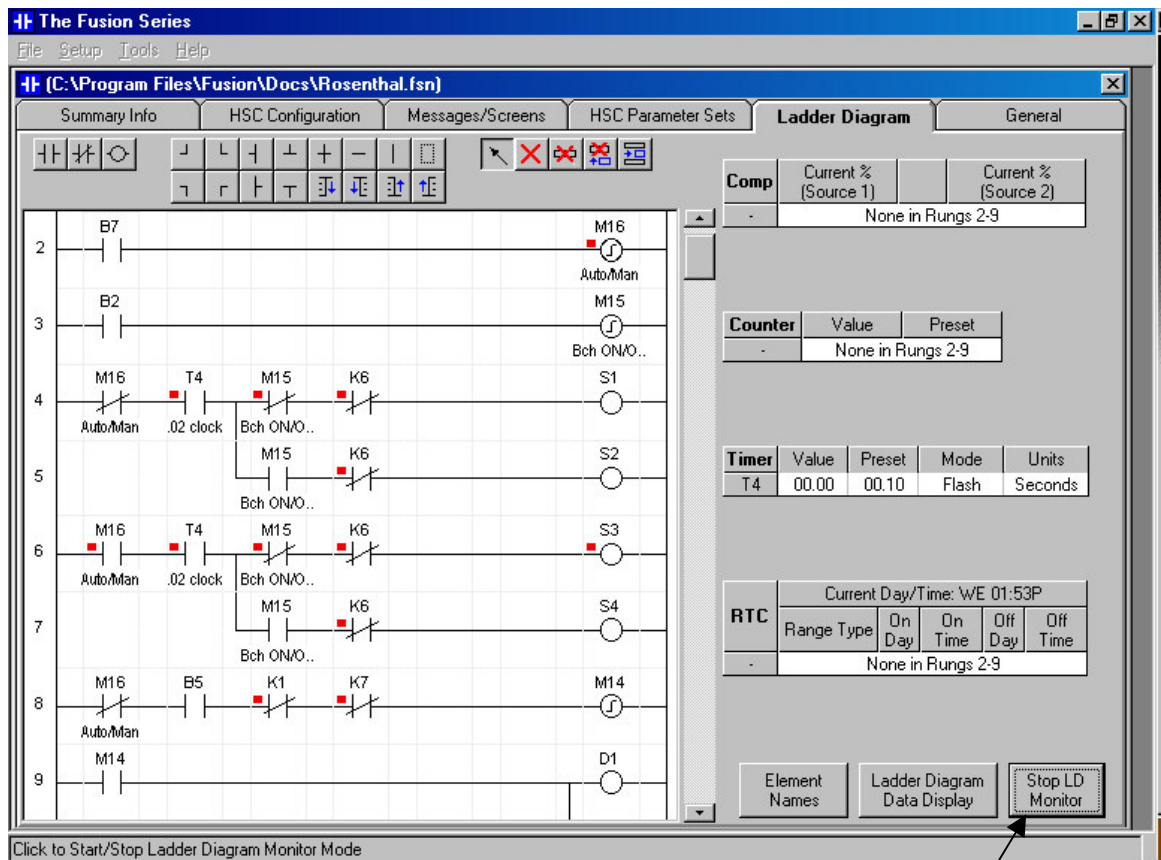 The Fusion Series
File Setup Tools Help
(C:\Program Files\Fusion\Docs\Rosenthal.fsn)
Summary Info HSC Configuration Messages/Screens HSC Parameter Sets Ladder Diagram General
Comp Current % (Source 1) Current % (Source 2)
- None in Rungs 2-9
B7 M16
2
Auto/Man
B2 M15
3
Bch ON/O..
Counter Value Preset
- None in Rungs 2-9
M16 T4 M15 K6 S1
4
Auto/Man .02 clock Bch ON/O..
M15 K6 S2
5
Bch ON/O..
Timer Value Preset Mode Units
T4 00.00 00.10 Flash Seconds
M16 T4 M15 K6 S3
6
Auto/Man .02 clock Bch ON/O..
M15 K6 S4
7
Bch ON/O..
RTC Current Day/Time: WE 01:53P
Range Type On Day On Time Off Day Off Time
- None in Rungs 2-9
M16 B5 K1 K7 M14
8
Auto/Man
M14 D1
9
Element Names
Ladder Diagram Data Display
Stop LD Monitor
Click to Start/Stop Ladder Diagram Monitor Mode